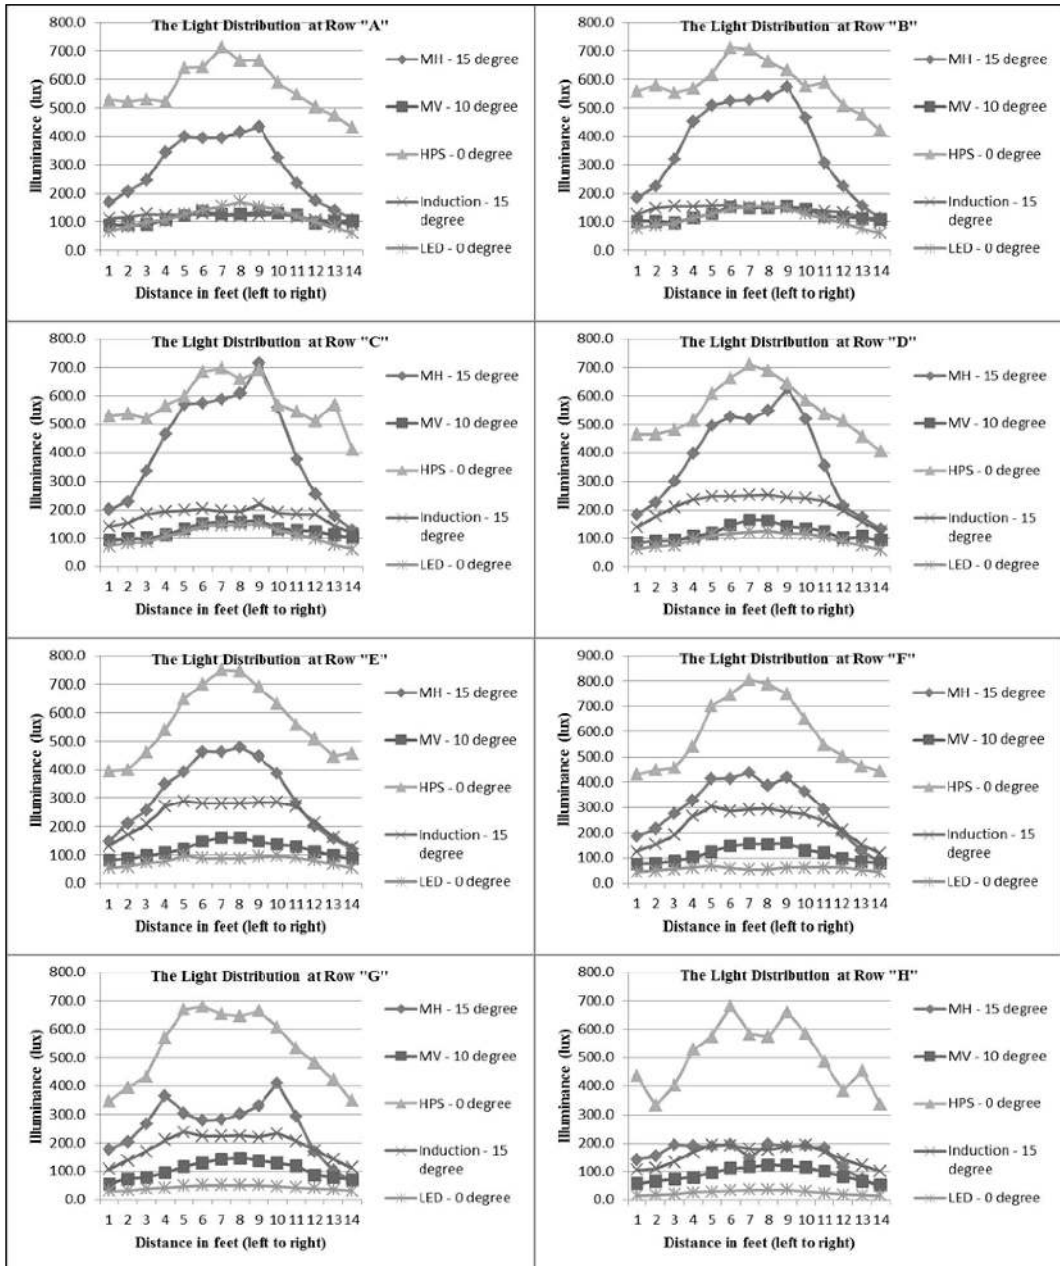 The Light Distribution at Row "A"
800.0
700.0
600.0
500.0
400.0
300.0
200.0
100.0
0.0
Illuminance (lux)
1 2 3 4 5 6 7 8 9 10 11 12 13 14
Distance in feet (left to right)
MH - 15 degree
MV - 10 degree
HPS - 0 degree
Induction - 15
degree
LED - 0 degree
The Light Distribution at Row "B"
800.0
700.0
600.0
500.0
400.0
300.0
200.0
100.0
0.0
Illuminance (lux)
1 2 3 4 5 6 7 8 9 10 11 12 13 14
Distance in feet (left to right)
MH - 15 degree
MV - 10 degree
HPS - 0 degree
Induction - 15
degree
LED - 0 degree
The Light Distribution at Row "C"
800.0
700.0
600.0
500.0
400.0
300.0
200.0
100.0
0.0
Illuminance (lux)
1 2 3 4 5 6 7 8 9 10 11 12 13 14
Distance in feet (left to right)
MH - 15 degree
MV - 10 degree
HPS - 0 degree
Induction - 15
degree
LED - 0 degree
The Light Distribution at Row "D"
800.0
700.0
600.0
500.0
400.0
300.0
200.0
100.0
0.0
Illuminance (lux)
1 2 3 4 5 6 7 8 9 10 11 12 13 14
Distance in feet (left to right)
MH - 15 degree
MV - 10 degree
HPS - 0 degree
Induction - 15
degree
LED - 0 degree
The Light Distribution at Row "E"
800.0
700.0
600.0
500.0
400.0
300.0
200.0
100.0
0.0
Illuminance (lux)
1 2 3 4 5 6 7 8 9 10 11 12 13 14
Distance in feet (left to right)
MH - 15 degree
MV - 10 degree
HPS - 0 degree
Induction - 15
degree
LED - 0 degree
The Light Distribution at Row "F"
900.0
800.0
700.0
600.0
500.0
400.0
300.0
200.0
100.0
0.0
Illuminance (lux)
1 2 3 4 5 6 7 8 9 10 11 12 13 14
Distance in feet (left to right)
MH - 15 degree
MV - 10 degree
HPS - 0 degree
Induction - 15
degree
LED - 0 degree
The Light Distribution at Row "G"
800.0
700.0
600.0
500.0
400.0
300.0
200.0
100.0
0.0
Illuminance (lux)
1 2 3 4 5 6 7 8 9 10 11 12 13 14
Distance in feet (left to right)
MH - 15 degree
MV - 10 degree
HPS - 0 degree
Induction - 15
degree
LED - 0 degree
The Light Distribution at Row "H"
800.0
700.0
600.0
500.0
400.0
300.0
200.0
100.0
0.0
Illuminance (lux)
1 2 3 4 5 6 7 8 9 10 11 12 13 14
Distance in feet (left to right)
MH - 15 degree
MV - 10 degree
HPS - 0 degree
Induction - 15
degree
LED - 0 degree